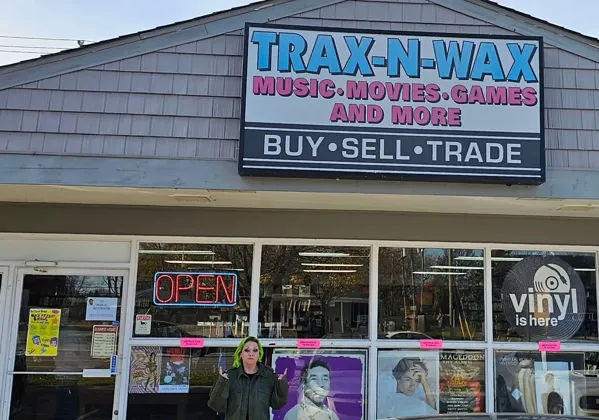 TRAX-N-WAX
MUSIC•MOVIES•GAMES
AND MORE
BUY•SELL•TRADE
OPEN
vinyl
is here